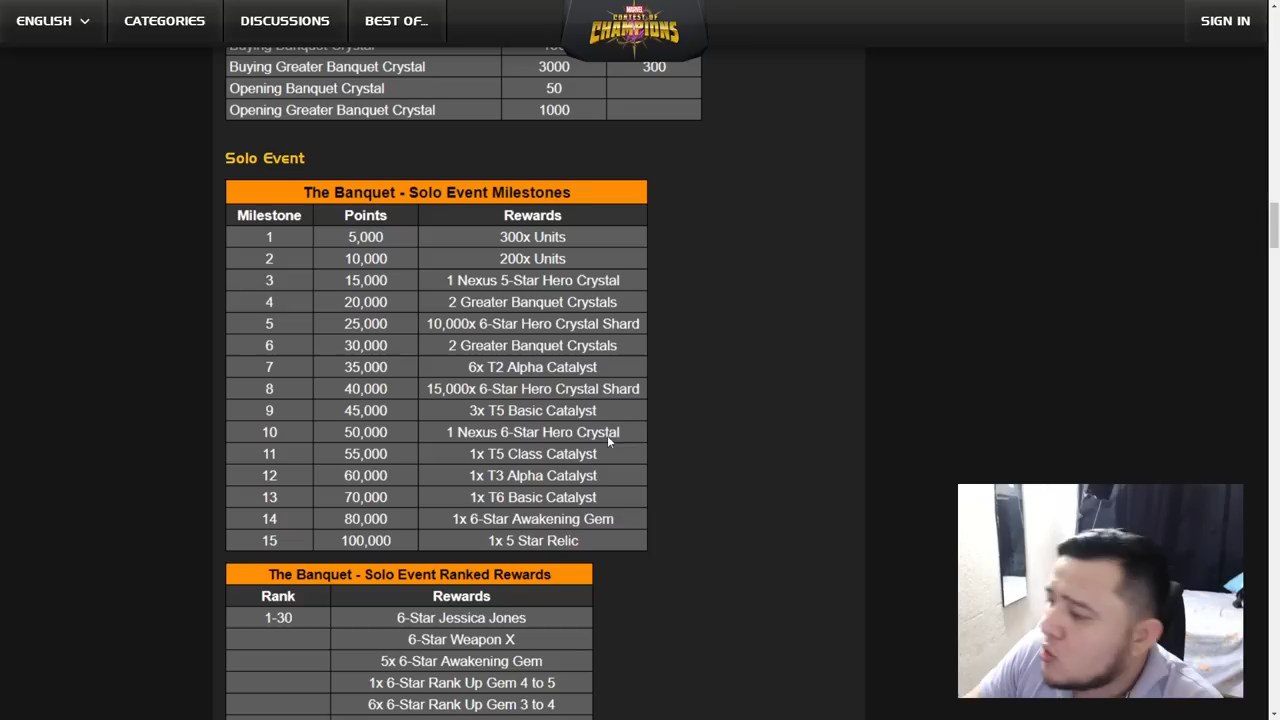 ENGLISH CATEGORIES DISCUSSIONS BEST OF... MARVEL CONTEST OF CHAMPIONS SIGN IN
Buying Banquet Crystal
Buying Greater Banquet Crystal 3000 300
Opening Banquet Crystal 50
Opening Greater Banquet Crystal 1000
Solo Event
The Banquet - Solo Event Milestones
Milestone Points Rewards
1 5,000 300x Units
2 10,000 200x Units
3 15,000 1 Nexus 5-Star Hero Crystal
4 20,000 2 Greater Banquet Crystals
5 25,000 10,000x 6-Star Hero Crystal Shard
6 30,000 2 Greater Banquet Crystals
7 35,000 6x T2 Alpha Catalyst
8 40,000 15,000x 6-Star Hero Crystal Shard
9 45,000 3x T5 Basic Catalyst
10 50,000 1 Nexus 6-Star Hero Crystal
11 55,000 1x T5 Class Catalyst
12 60,000 1x T3 Alpha Catalyst
13 70,000 1x T6 Basic Catalyst
14 80,000 1x 6-Star Awakening Gem
15 100,000 1x 5 Star Relic
The Banquet - Solo Event Ranked Rewards
Rank Rewards
1-30 6-Star Jessica Jones
6-Star Weapon X
5x 6-Star Awakening Gem
1x 6-Star Rank Up Gem 4 to 5
6x 6-Star Rank Up Gem 3 to 4